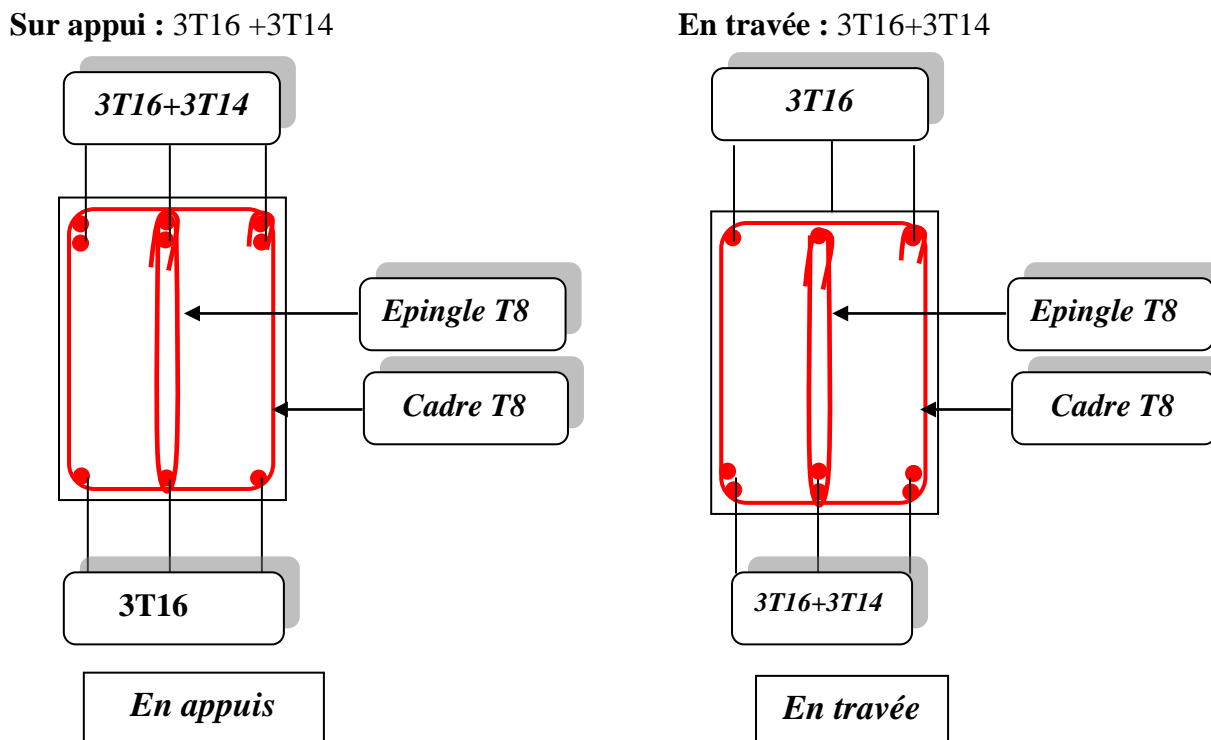 Sur appui : 3T16 +3T14
3T16+3T14
Epingle T8
Cadre T8
3T16
En appuis
En travée : 3T16+3T14
3T16
Epingle T8
Cadre T8
3T16+3T14
En travée